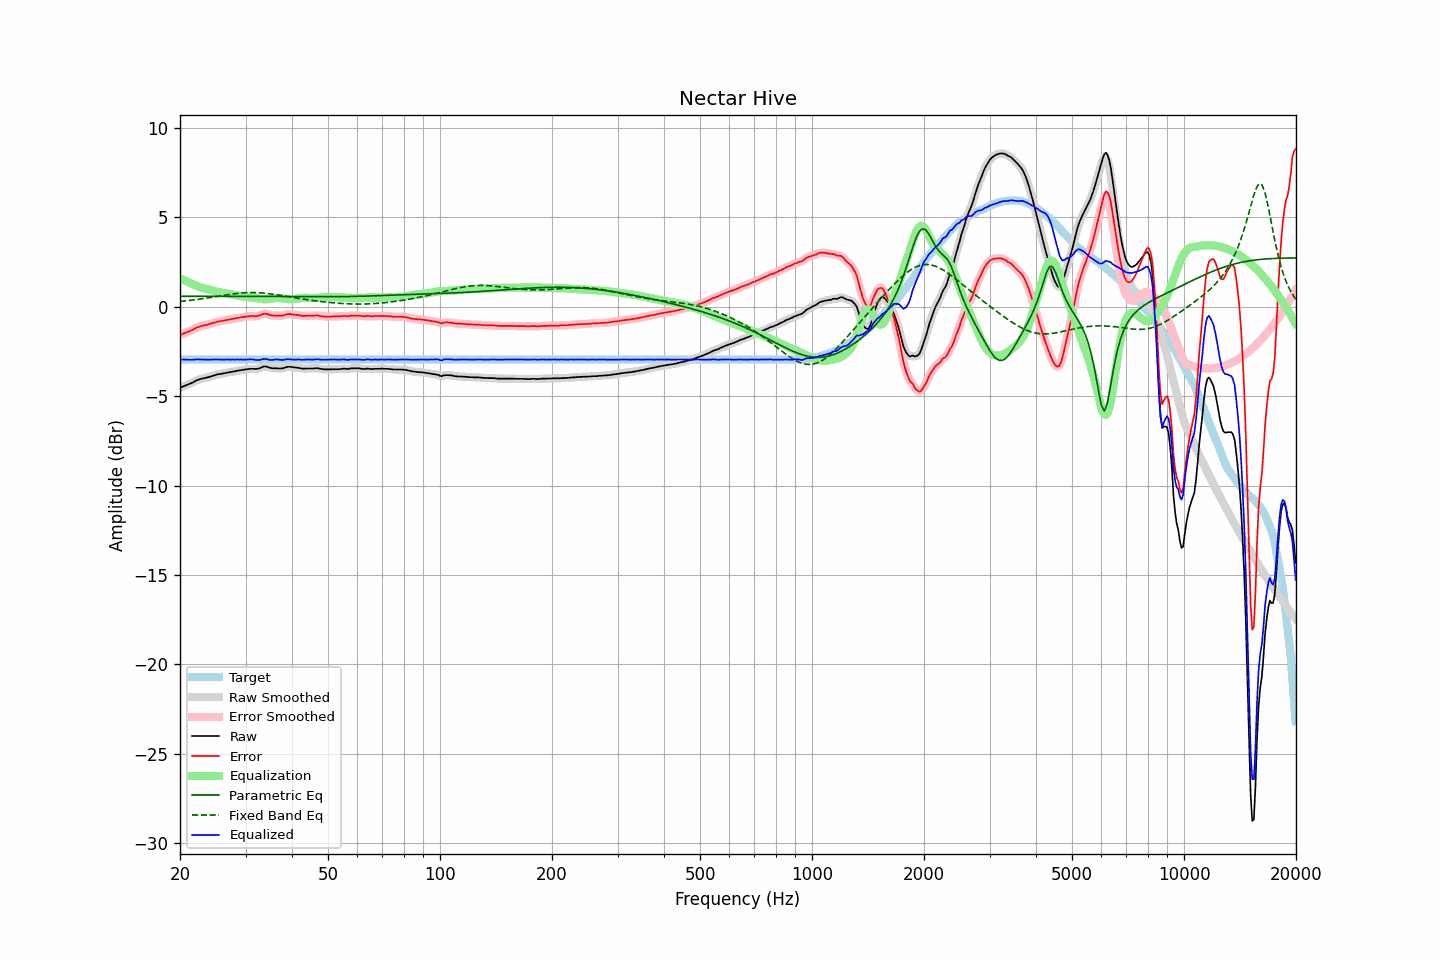 Nectar Hive
10
5
0
−5
−10
−15
−20
−25
−30
Amplitude (dBr)
Target
Raw Smoothed
Error Smoothed
Raw
Error
Equalization
Parametric Eq
Fixed Band Eq
Equalized
20 50 100 200 500 1000 2000 5000 10000 20000
Frequency (Hz)